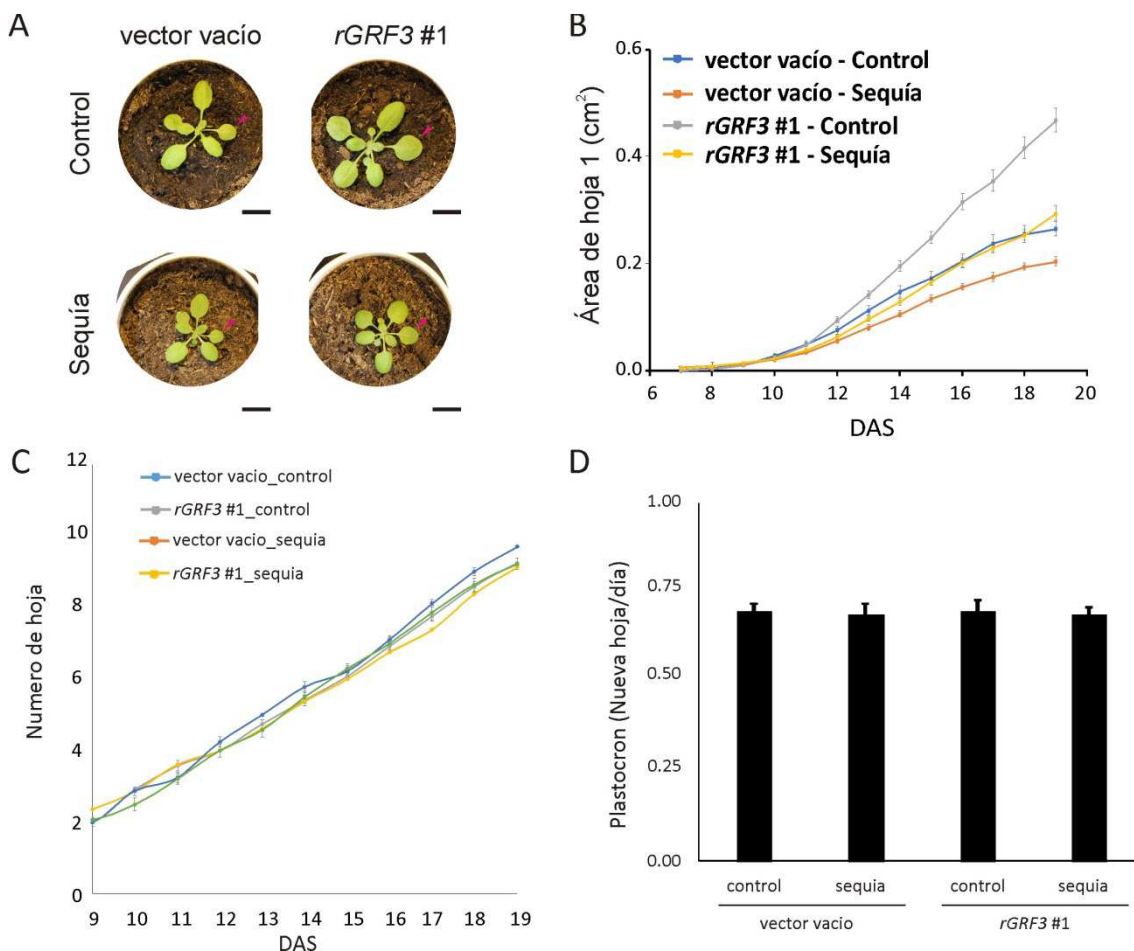 A
vector vacío
rGRF3 #1
Control
Sequía
B
0.6
0.4
0.2
0.0
Área de hoja 1 (cm²)
vector vacío - Control
vector vacío - Sequía
rGRF3 #1 - Control
rGRF3 #1 - Sequía
6 8 10 12 14 16 18 20
DAS
C
12
10
8
6
4
2
0
Numero de hoja
vector vacio_control
rGRF3 #1_control
vector vacio_sequia
rGRF3 #1_sequia
9 10 11 12 13 14 15 16 17 18 19
DAS
D
1.00
0.75
0.50
0.25
0.00
Plastocron (Nueva hoja/día)
control sequia control sequia
vector vacio rGRF3 #1